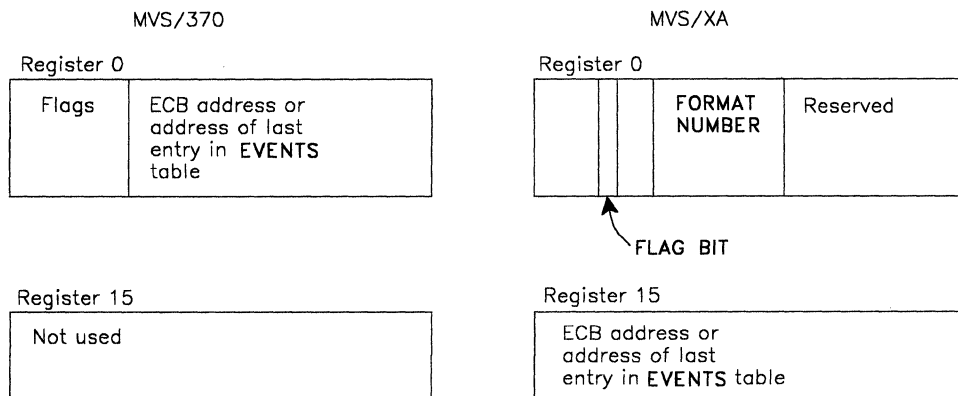 MVS/370
MVS/XA
Register 0
Flags
ECB address or
address of last
entry in EVENTS
table
Register 0
FORMAT
NUMBER
Reserved
FLAG BIT
Register 15
Not used
Register 15
ECB address or
address of last
entry in EVENTS table